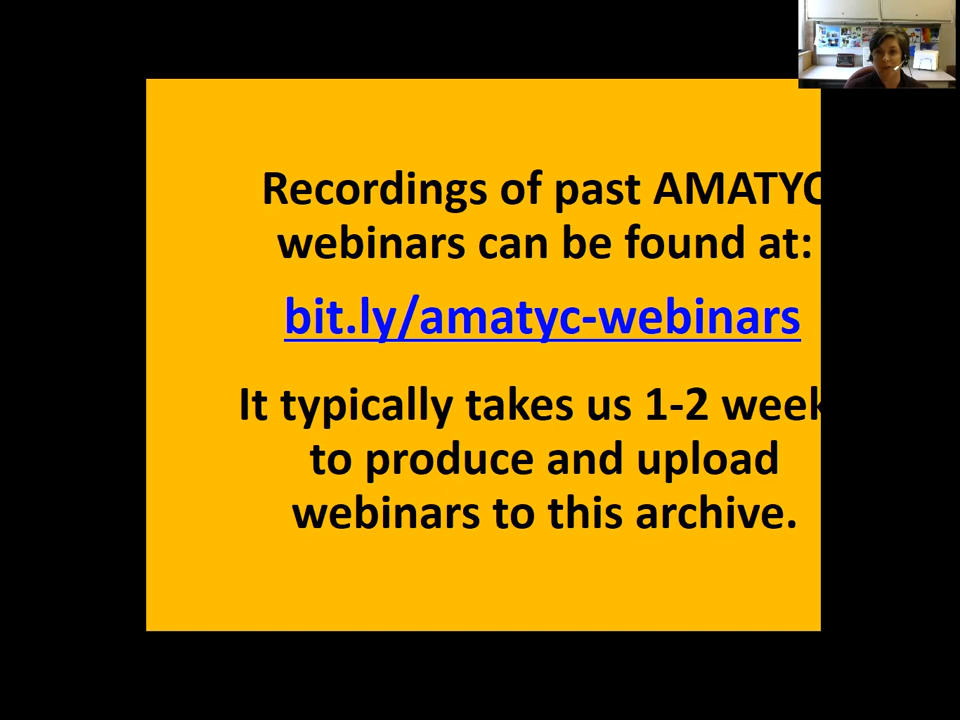 Recordings of past AMATYC
webinars can be found at:
bit.ly/amatyc-webinars
It typically takes us 1-2 week
to produce and upload
webinars to this archive.